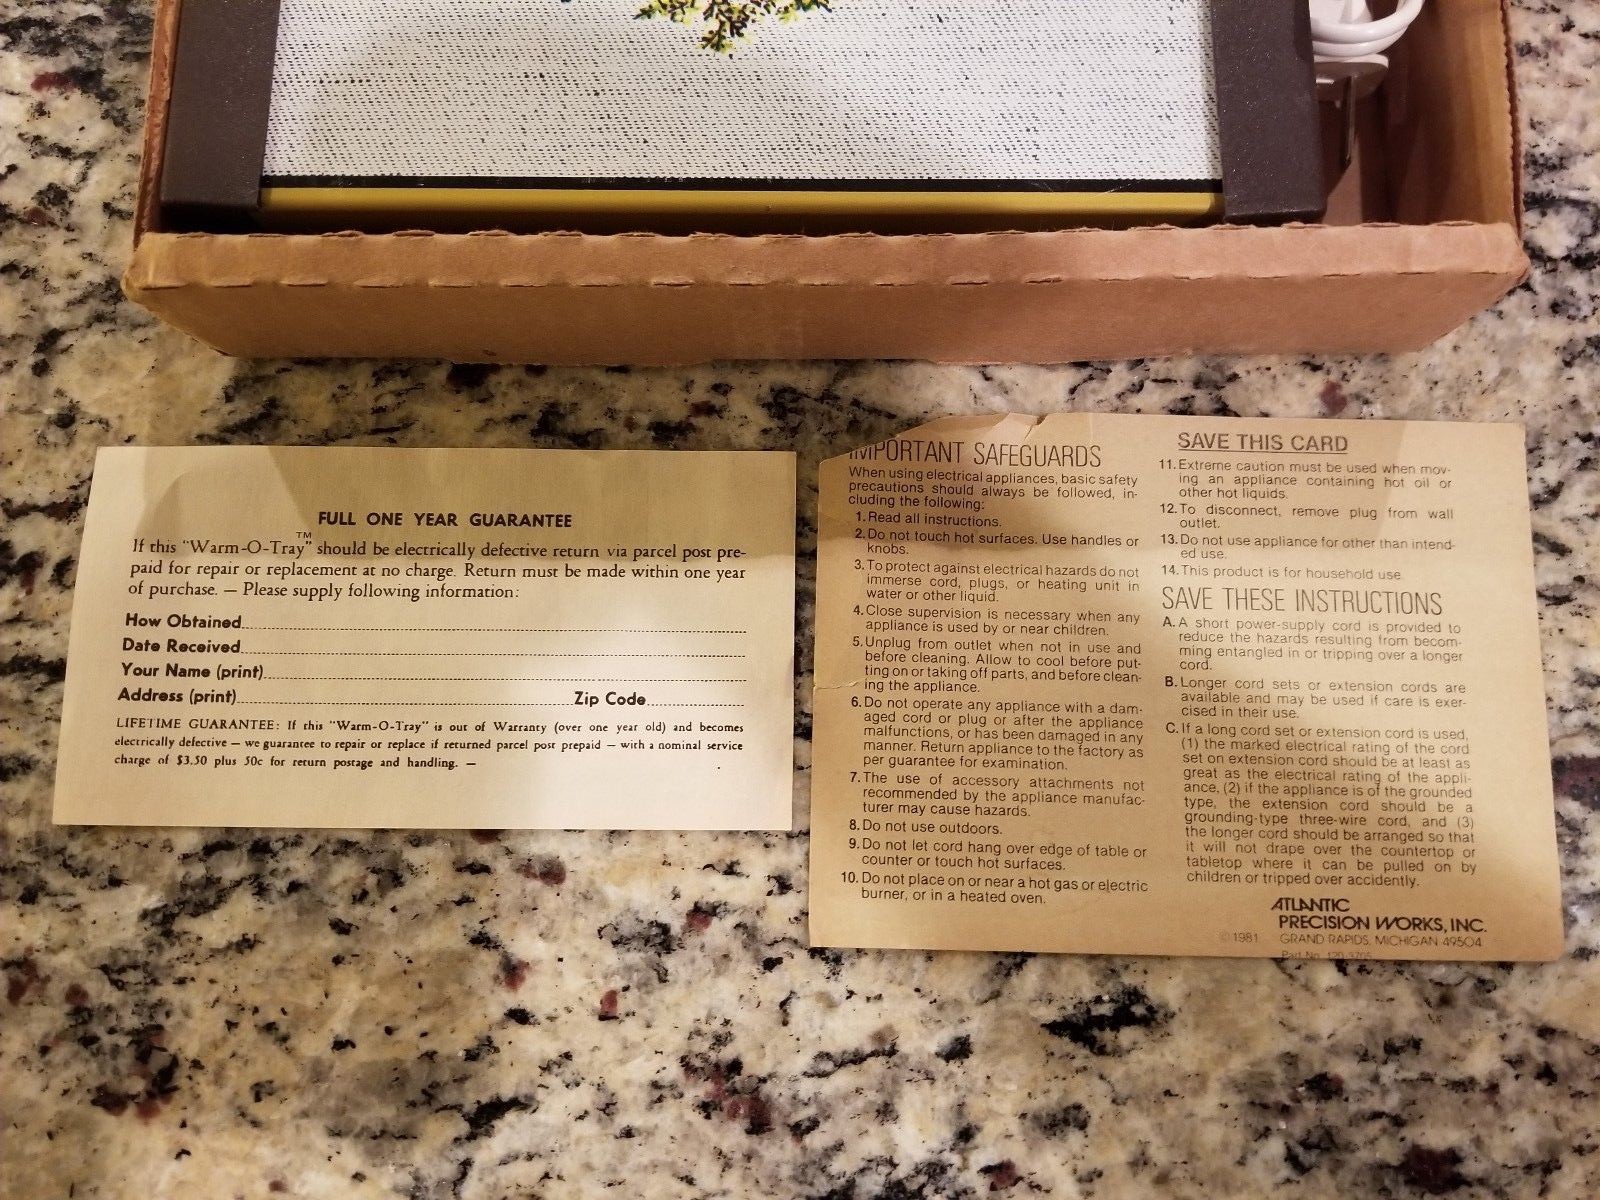 FULL ONE YEAR GUARANTEE
If this "Warm-O-Tray"™ should be electrically defective return via parcel post pre-
paid for repair or replacement at no charge. Return must be made within one year
of purchase. — Please supply following information:
How Obtained
Date Received
Your Name (print)
Address (print) Zip Code
LIFETIME GUARANTEE: If this "Warm-O-Tray" is out of Warranty (over one year old) and becomes
electrically defective — we guarantee to repair or replace if returned parcel post prepaid — with a nominal service
charge of $3.50 plus 50c for return postage and handling. —
IMPORTANT SAFEGUARDS
When using electrical appliances, basic safety
precautions should always be followed, in-
cluding the following:
1. Read all instructions.
2. Do not touch hot surfaces. Use handles or
knobs.
3. To protect against electrical hazards do not
immerse cord, plugs, or heating unit in
water or other liquid.
4. Close supervision is necessary when any
appliance is used by or near children.
5. Unplug from outlet when not in use and
before cleaning. Allow to cool before put-
ting on or taking off parts, and before clean-
ing the appliance.
6. Do not operate any appliance with a dam-
aged cord or plug or after the appliance
malfunctions, or has been damaged in any
manner. Return appliance to the factory as
per guarantee for examination.
7. The use of accessory attachments not
recommended by the appliance manufac-
turer may cause hazards.
8. Do not use outdoors.
9. Do not let cord hang over edge of table or
counter or touch hot surfaces.
10. Do not place on or near a hot gas or electric
burner, or in a heated oven.
SAVE THIS CARD
11. Extreme caution must be used when mov-
ing an appliance containing hot oil or
other hot liquids.
12. To disconnect, remove plug from wall
outlet.
13. Do not use appliance for other than intend-
ed use.
14. This product is for household use.
SAVE THESE INSTRUCTIONS
A. A short power-supply cord is provided to
reduce the hazards resulting from becom-
ming entangled in or tripping over a longer
cord.
B. Longer cord sets or extension cords are
available and may be used if care is exer-
cised in their use.
C. If a long cord set or extension cord is used,
(1) the marked electrical rating of the cord
set on extension cord should be at least as
great as the electrical rating of the appli-
ance, (2) if the appliance is of the grounded
type, the extension cord should be a
grounding-type three-wire cord, and (3)
the longer cord should be arranged so that
it will not drape over the countertop or
tabletop where it can be pulled on by
children or tripped over accidently.
ATLANTIC
PRECISION WORKS, INC.
© 1981 GRAND RAPIDS, MICHIGAN 49504
Part No.